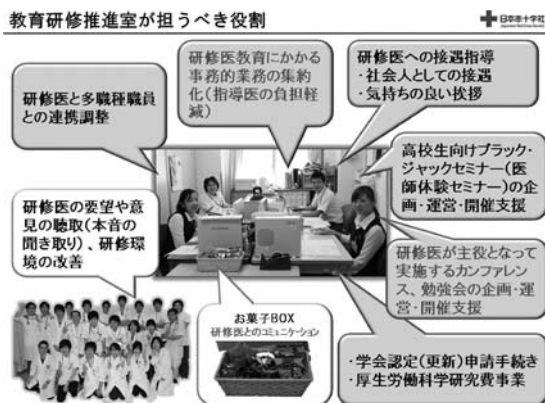 教育研修推進室が担うべき役割
日本赤十字社
研修医と多職種職員
との連携調整
研修医教育にかかる
事務的業務の集約
化(指導医の負担軽
減)
研修医への接遇指導
・社会人としての接遇
・気持ちの良い挨拶
高校生向けブラック・
ジャックセミナー(医
師体験セミナー)の企
画・運営・開催支援
研修医の要望や意
見の聴取(本音の
聞き取り)、研修環
境の改善
研修医が主役となって
実施するカンファレン
ス、勉強会の企画・運
営・開催支援
お菓子BOX
研修医とのコミュニケーション
・学会認定(更新)申請手続き
・厚生労働科学研究費事業